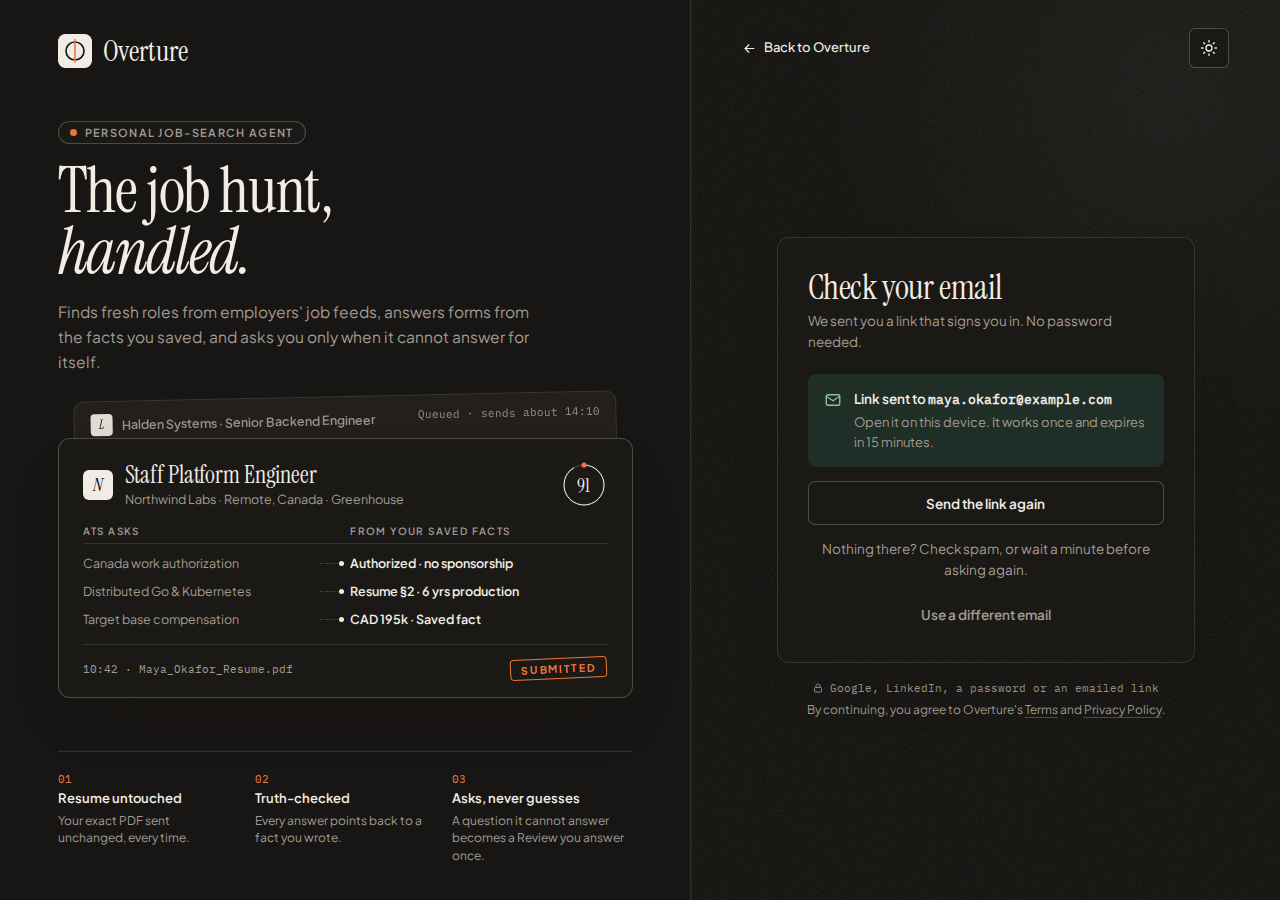 Overture
PERSONAL JOB-SEARCH AGENT
The job hunt,
handled.
Finds fresh roles from employers' job feeds, answers forms from
the facts you saved, and asks you only when it cannot answer for
itself.
L Halden Systems · Senior Backend Engineer Queued · sends about 14:10
N Staff Platform Engineer 91
Northwind Labs · Remote, Canada · Greenhouse
ATS ASKS FROM YOUR SAVED FACTS
Canada work authorization Authorized · no sponsorship
Distributed Go & Kubernetes Resume §2 · 6 yrs production
Target base compensation CAD 195k · Saved fact
10:42 · Maya_Okafor_Resume.pdf SUBMITTED
01
Resume untouched
Your exact PDF sent
unchanged, every time.
02
Truth-checked
Every answer points back to a
fact you wrote.
03
Asks, never guesses
A question it cannot answer
becomes a Review you answer
once.
← Back to Overture
Check your email
We sent you a link that signs you in. No password
needed.
Link sent to maya.okafor@example.com
Open it on this device. It works once and expires
in 15 minutes.
Send the link again
Nothing there? Check spam, or wait a minute before
asking again.
Use a different email
Google, LinkedIn, a password or an emailed link
By continuing, you agree to Overture's Terms and Privacy Policy.